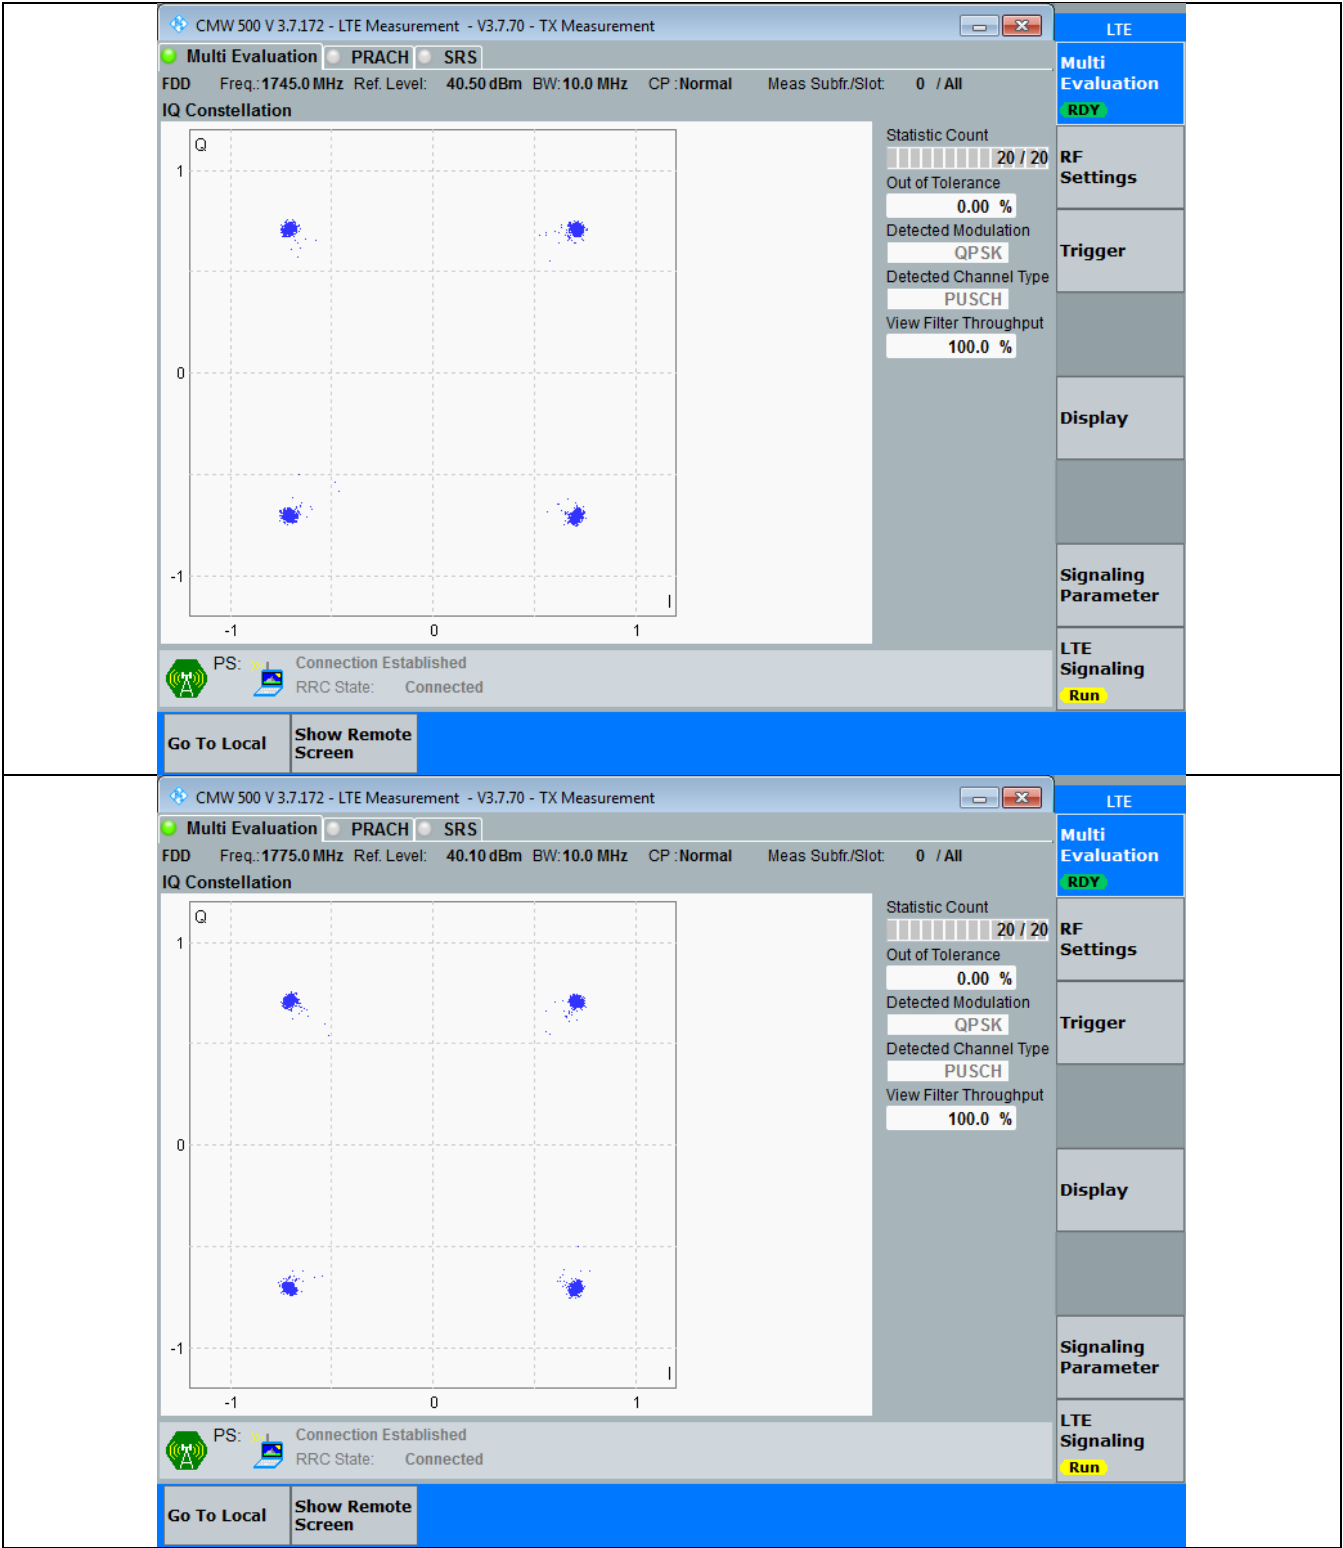 CMW 500 V 3.7.172 - LTE Measurement - V3.7.70 - TX Measurement
LTE
Multi Evaluation PRACH SRS
FDD Freq.:1745.0 MHz Ref. Level: 40.50 dBm BW:10.0 MHz CP :Normal Meas Subfr./Slot: 0 / All
IQ Constellation
Q
1
0
-1
I
-1 0 1
Statistic Count
20 / 20
Out of Tolerance
0.00 %
Detected Modulation
QPSK
Detected Channel Type
PUSCH
View Filter Throughput
100.0 %
Multi
Evaluation
RDY
RF
Settings
Trigger
Display
Signaling
Parameter
LTE
Signaling
Run
PS: Connection Established
RRC State: Connected
Go To Local
Show Remote
Screen
CMW 500 V 3.7.172 - LTE Measurement - V3.7.70 - TX Measurement
LTE
Multi Evaluation PRACH SRS
FDD Freq.:1775.0 MHz Ref. Level: 40.10 dBm BW:10.0 MHz CP :Normal Meas Subfr./Slot: 0 / All
IQ Constellation
Q
1
0
-1
I
-1 0 1
Statistic Count
20 / 20
Out of Tolerance
0.00 %
Detected Modulation
QPSK
Detected Channel Type
PUSCH
View Filter Throughput
100.0 %
Multi
Evaluation
RDY
RF
Settings
Trigger
Display
Signaling
Parameter
LTE
Signaling
Run
PS: Connection Established
RRC State: Connected
Go To Local
Show Remote
Screen